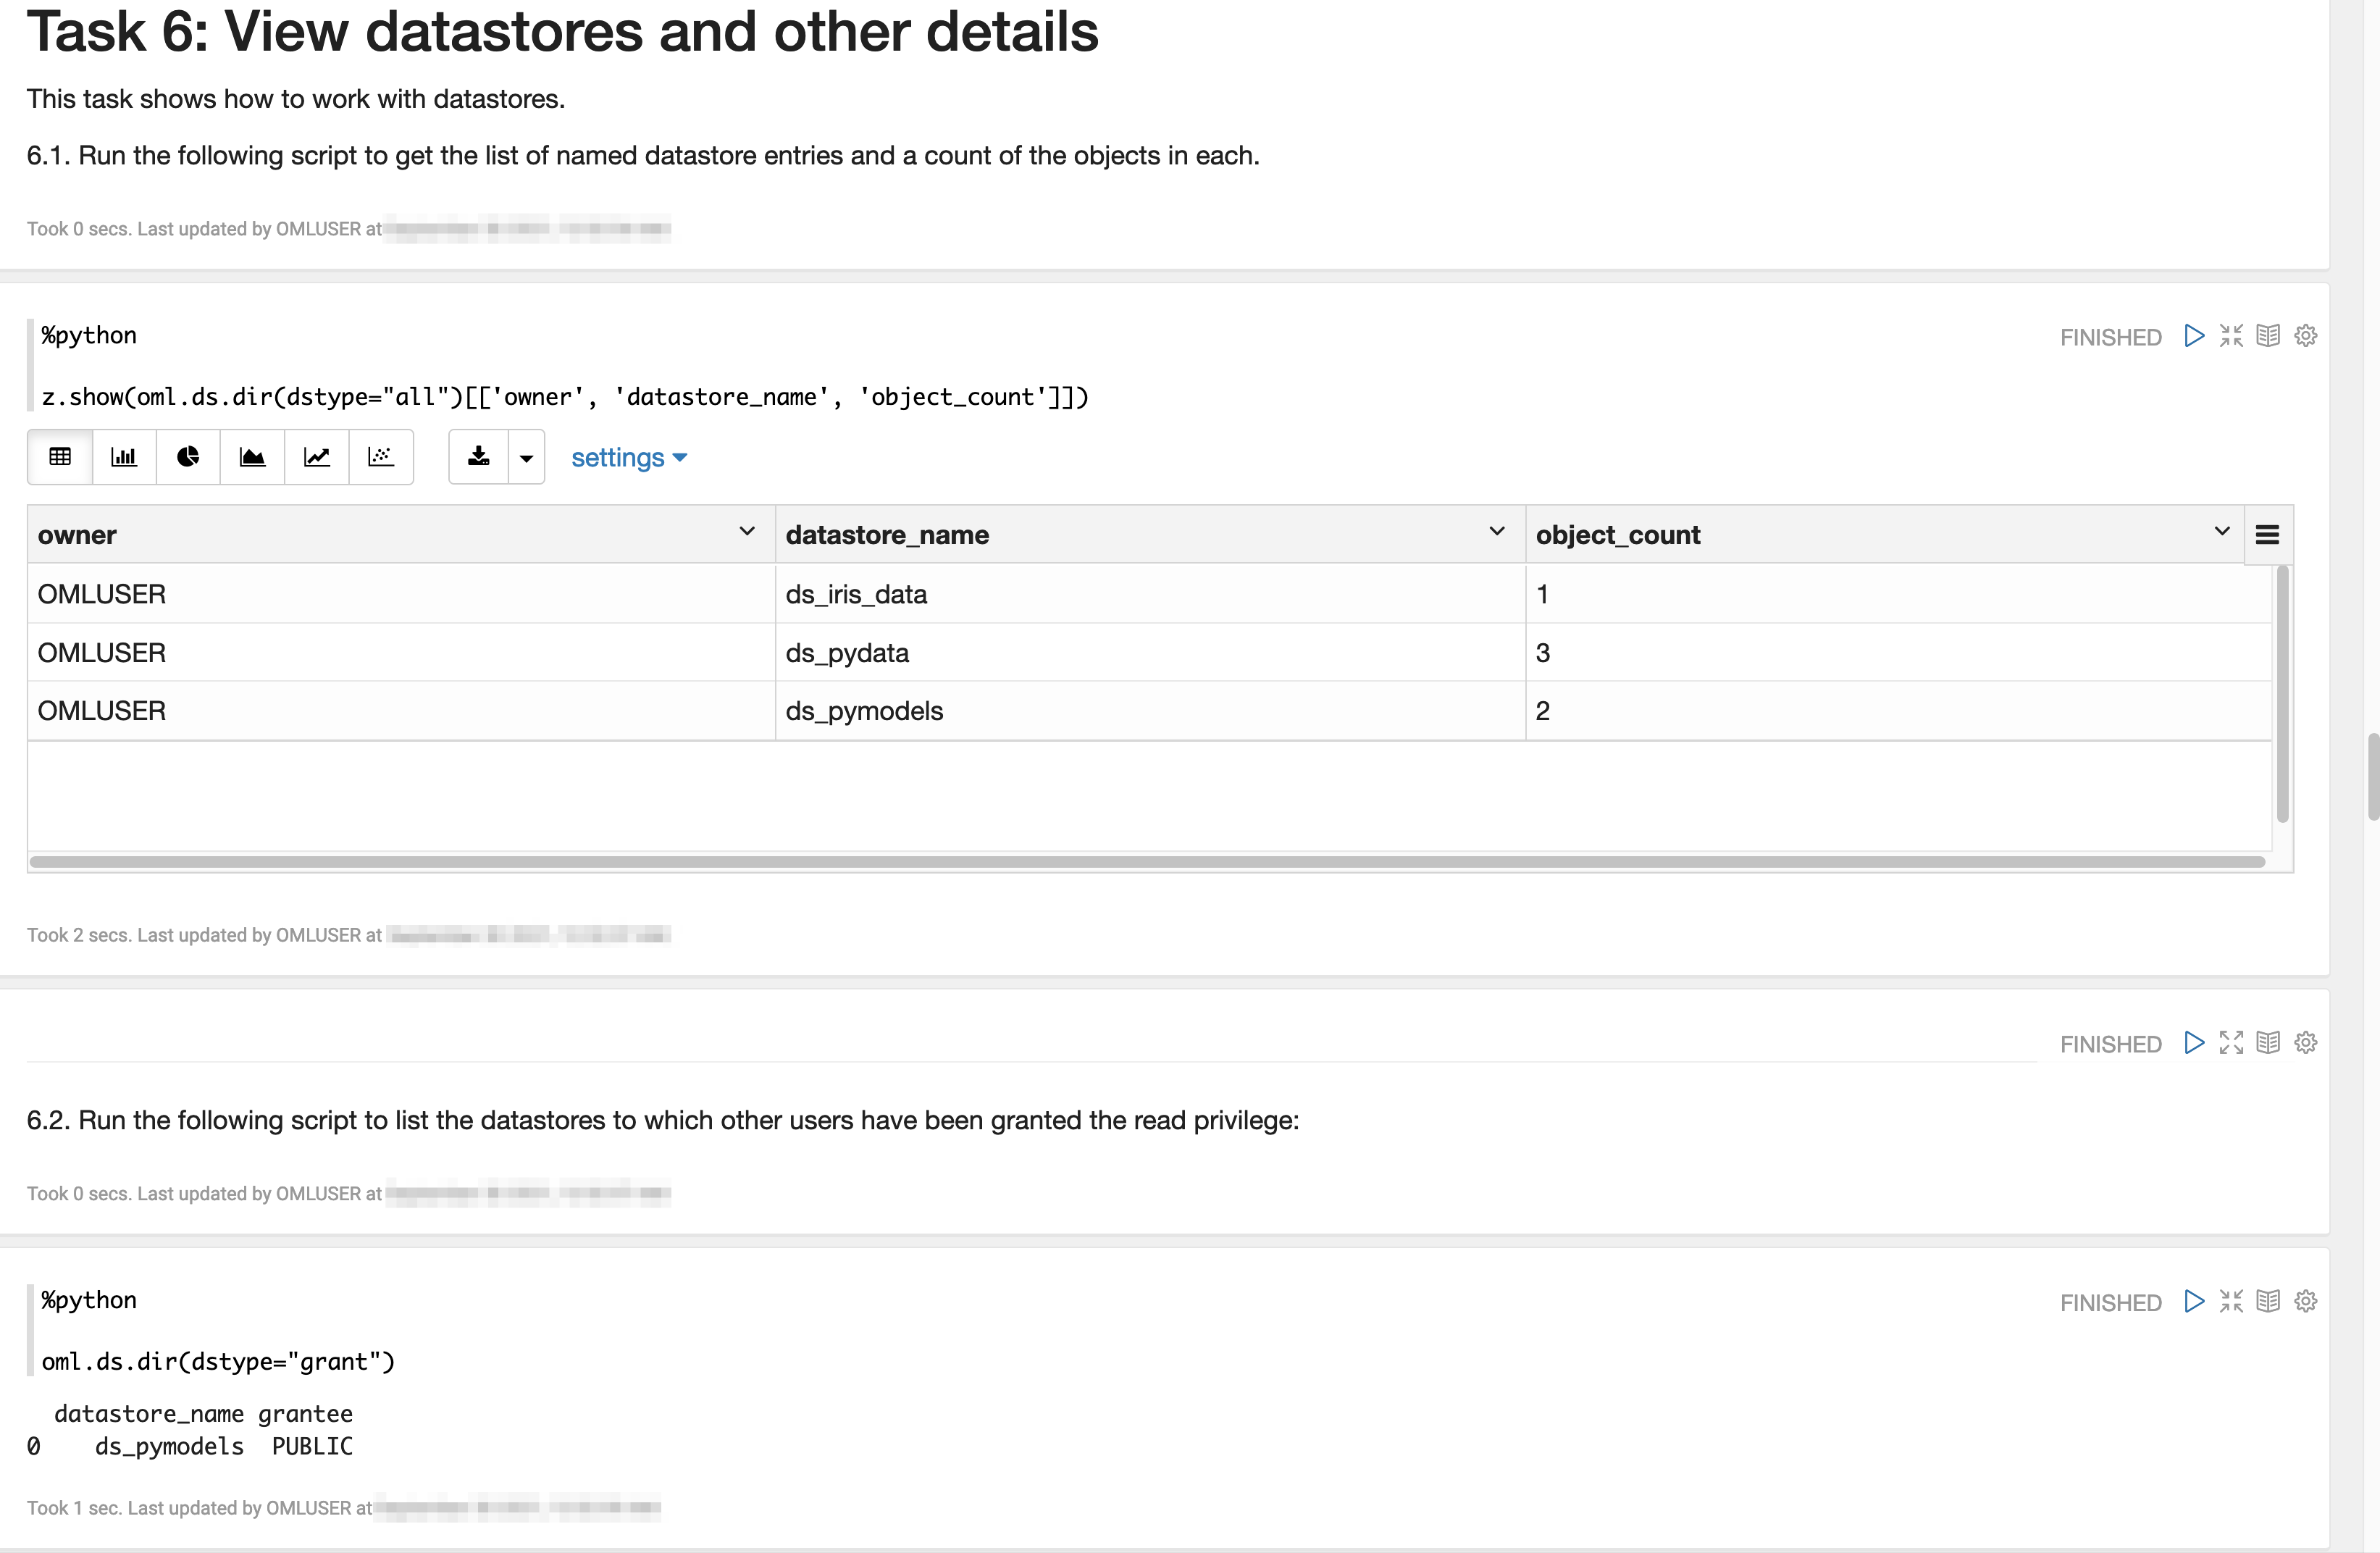 Task 6: View datastores and other details
This task shows how to work with datastores.
6.1. Run the following script to get the list of named datastore entries and a count of the objects in each.
Took 0 secs. Last updated by OMLUSER at
%python
FINISHED
z.show(oml.ds.dir(dstype="all")[['owner', 'datastore_name', 'object_count']])
settings
owner datastore_name object_count
OMLUSER ds_iris_data 1
OMLUSER ds_pydata 3
OMLUSER ds_pymodels 2
Took 2 secs. Last updated by OMLUSER at
FINISHED
6.2. Run the following script to list the datastores to which other users have been granted the read privilege:
Took 0 secs. Last updated by OMLUSER at
%python
FINISHED
oml.ds.dir(dstype="grant")
datastore_name grantee
0 ds_pymodels PUBLIC
Took 1 sec. Last updated by OMLUSER at